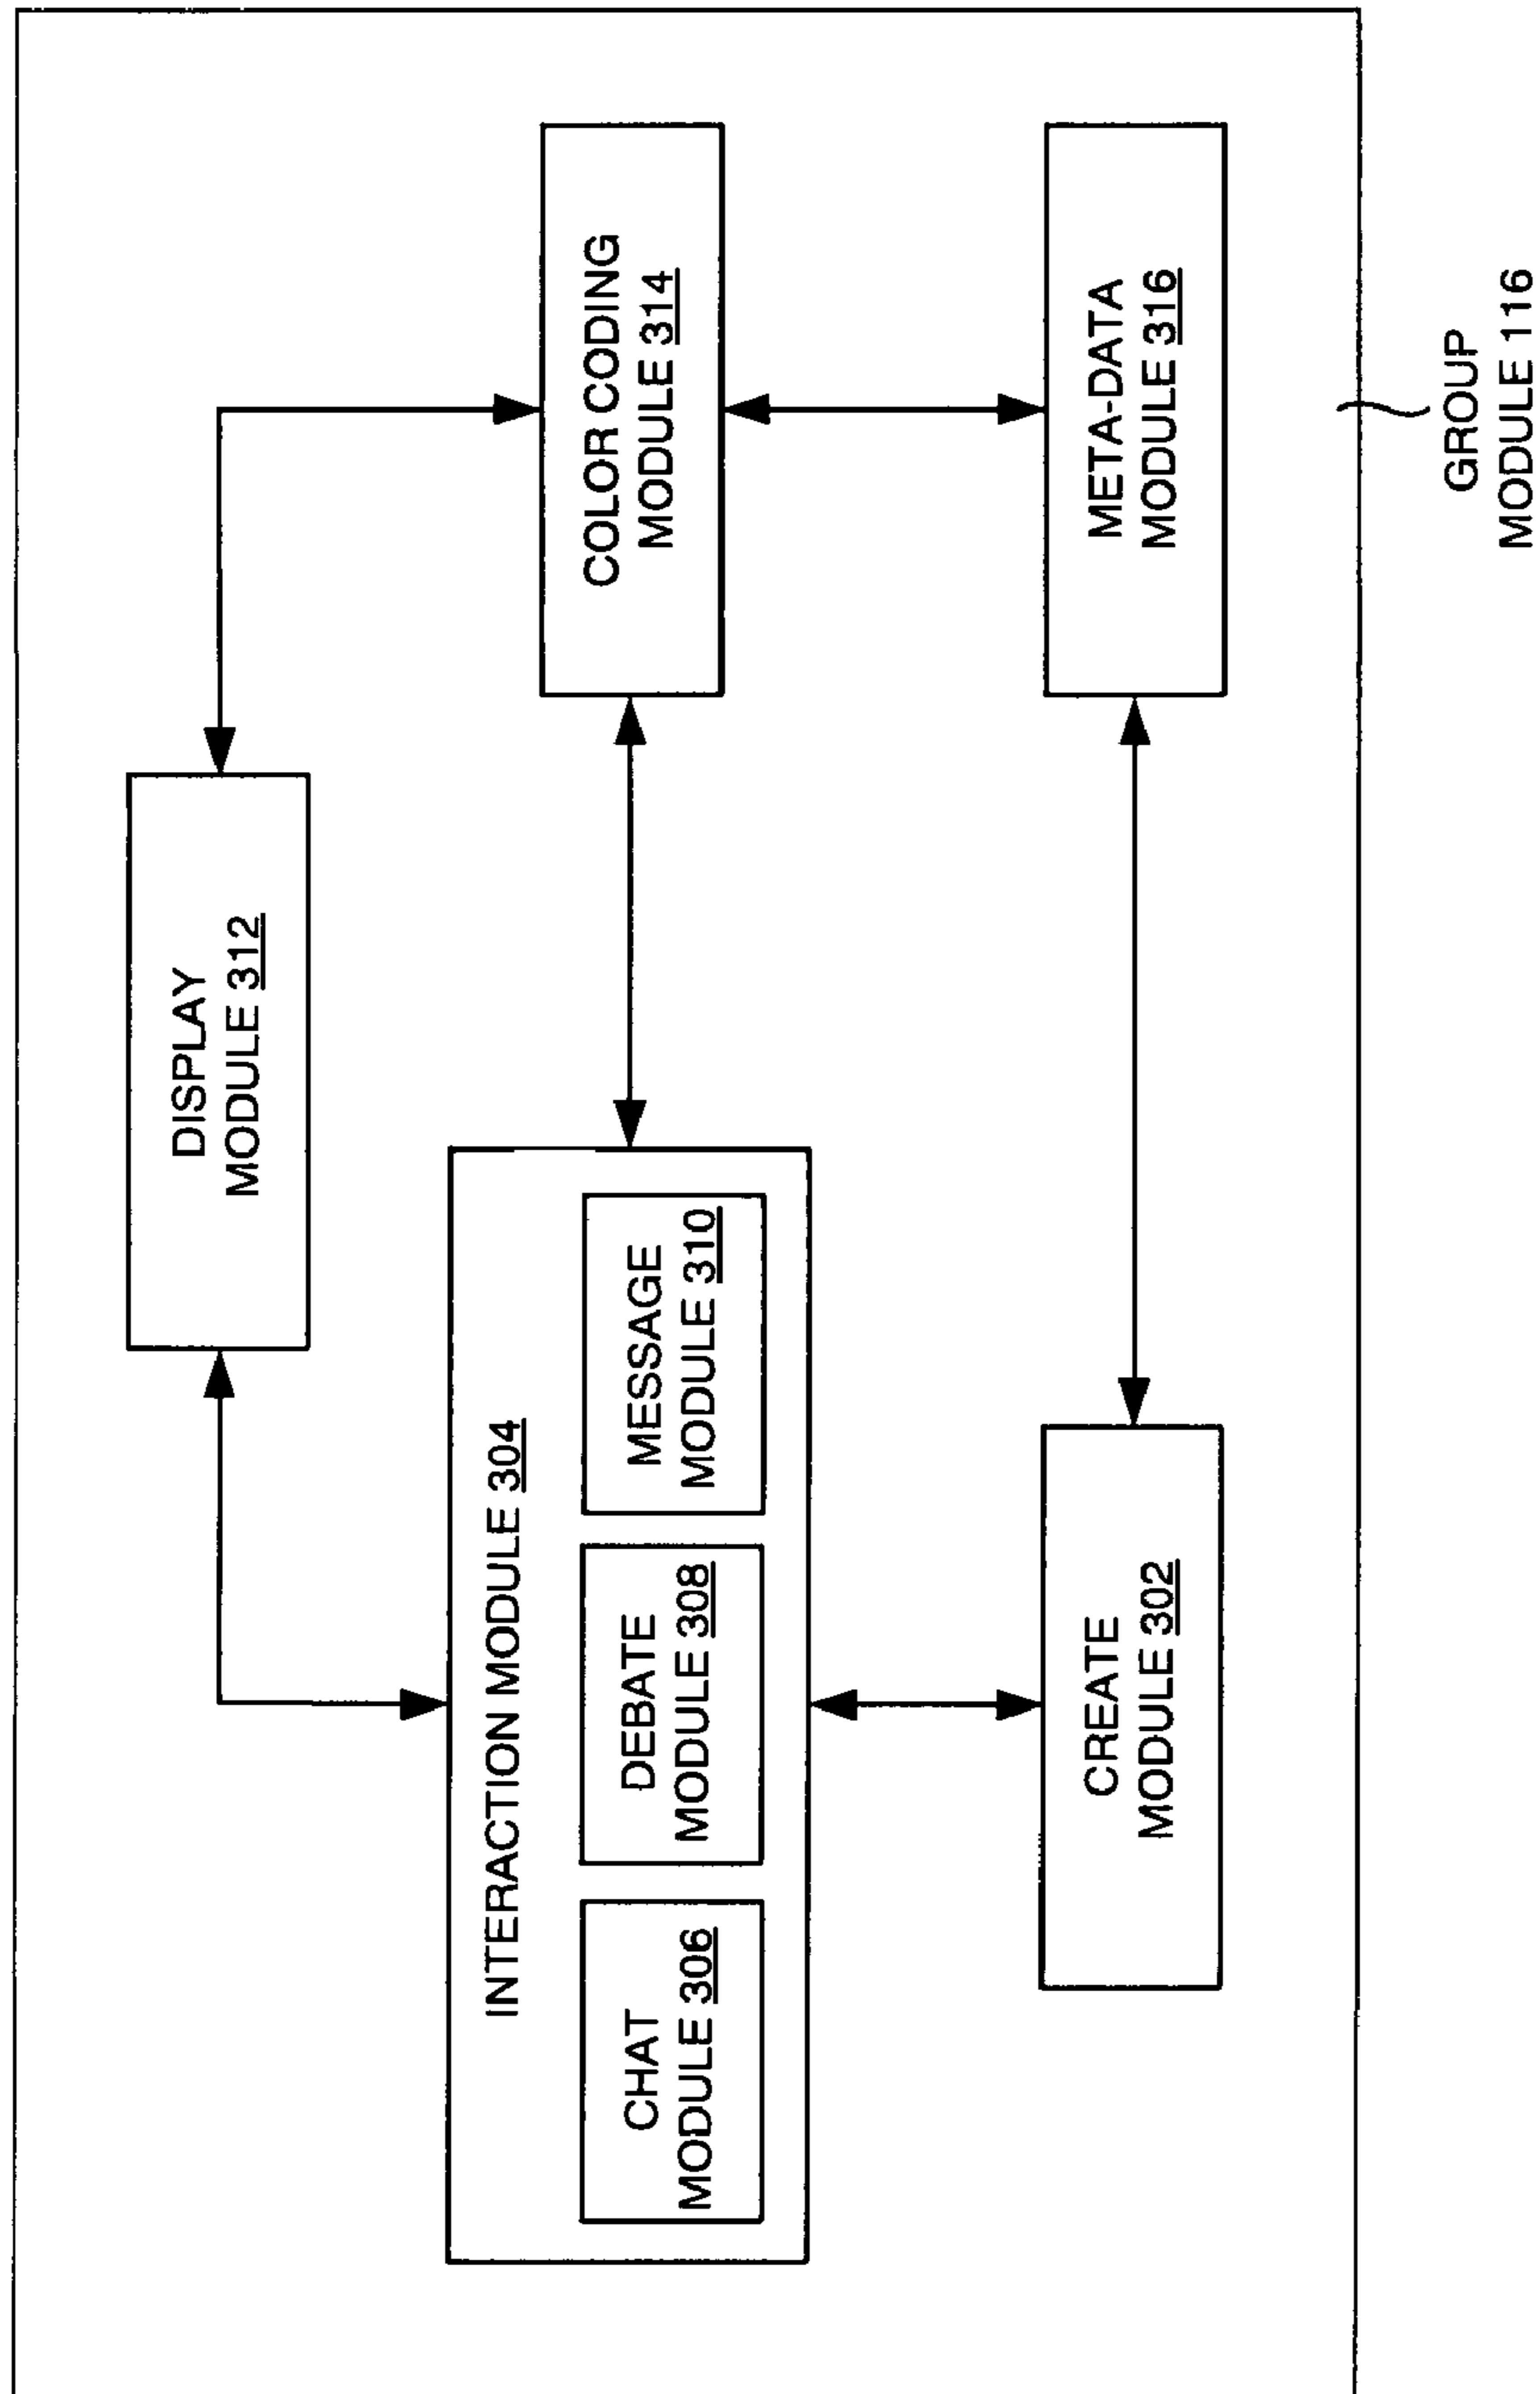 DISPLAY
MODULE 312
INTERACTION MODULE 304
CHAT
MODULE 306
DEBATE
MODULE 308
MESSAGE
MODULE 310
COLOR CODING
MODULE 314
CREATE
MODULE 302
META-DATA
MODULE 316
GROUP
MODULE 116